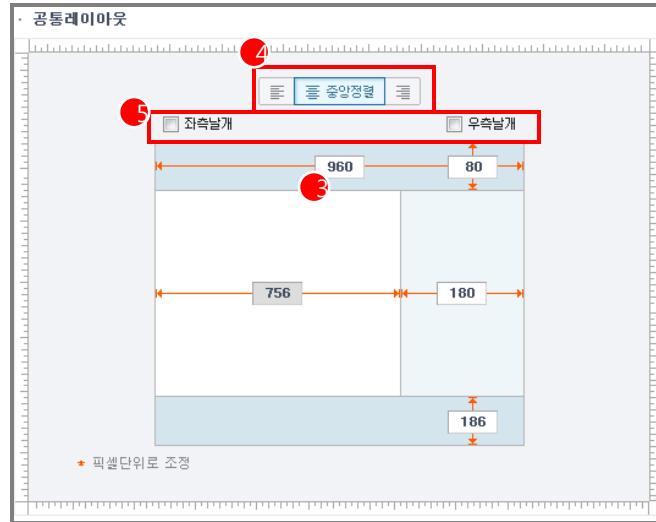 · 공통레이아웃
4
중앙정렬
5
좌측날개 우측날개
960 80
3
756 180
186
* 픽셀단위로 조정